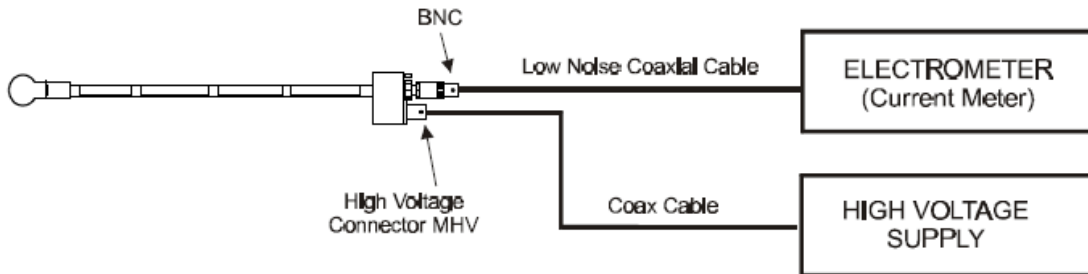 BNC
Low Noise Coaxial Cable
ELECTROMETER
(Current Meter)
High Voltage
Connector MHV
Coax Cable
HIGH VOLTAGE
SUPPLY